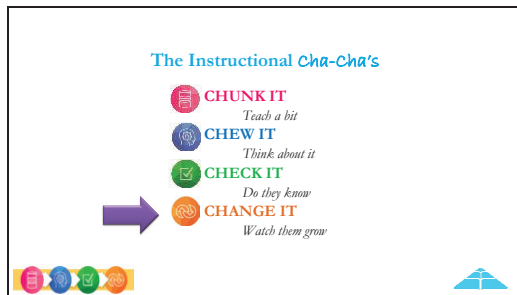 The Instructional Cha-Cha's
CHUNK IT
Teach a bit
CHEW IT
Think about it
CHECK IT
Do they know
CHANGE IT
Watch them grow